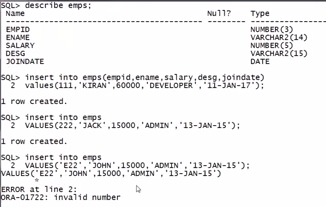 SQL> describe emps;
Name Null? Type
EMPID NUMBER(3)
ENAME VARCHAR2(14)
SALARY NUMBER(5)
DESG VARCHAR2(15)
JOINDATE DATE
SQL> insert into emps(empid,ename,salary,desg,joindate)
2 values(111,'KIRAN',60000,'DEVELOPER','11-JAN-17');
1 row created.
SQL> insert into emps
2 VALUES(222,'JACK',15000,'ADMIN','13-JAN-15');
1 row created.
SQL> insert into emps
2 VALUES('E22','JOHN',15000,'ADMIN','13-JAN-15');
VALUES('E22','JOHN',15000,'ADMIN','13-JAN-15')
*
ERROR at line 2:
ORA-01722: invalid number